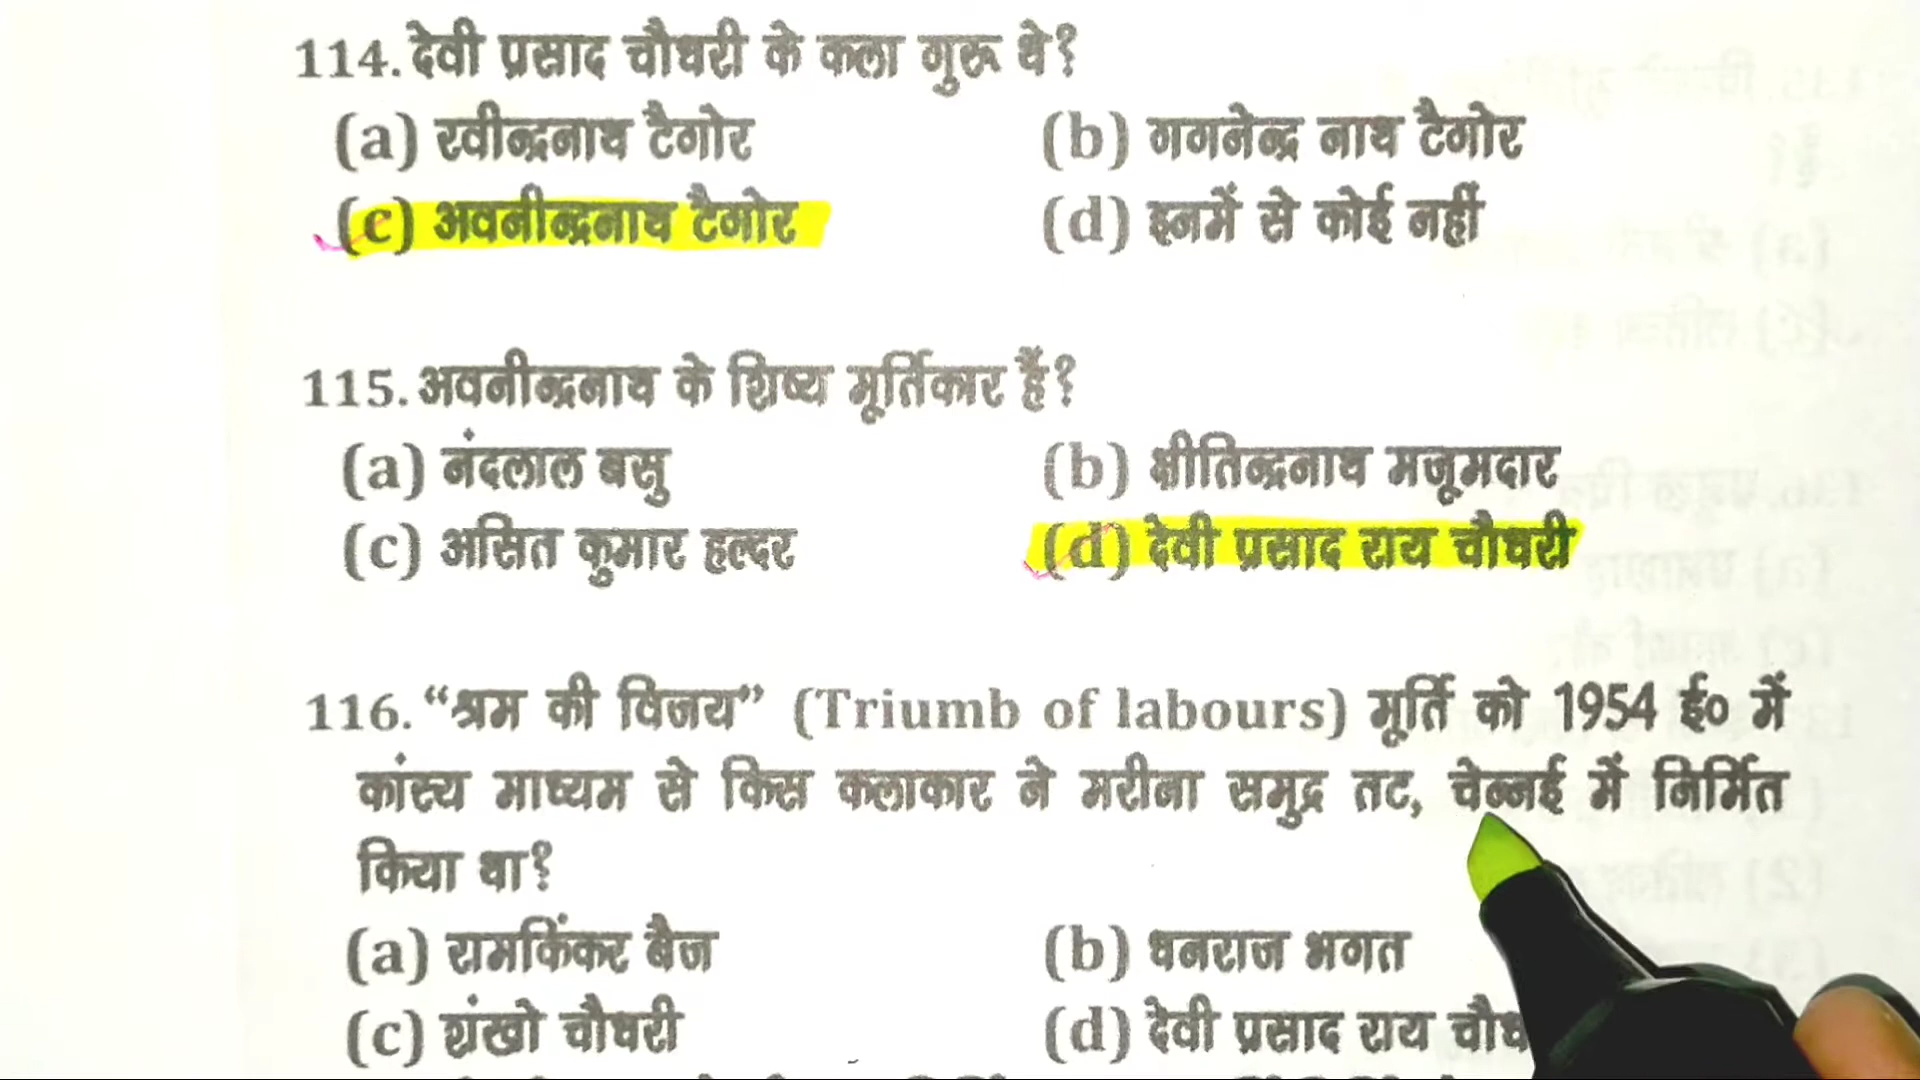 114. देवी प्रसाद चौधरी के कला गुरू थे?
(a) रवीन्द्रनाथ टैगोर (b) गगनेन्द्र नाथ टैगोर
(c) अवनीन्द्रनाथ टैगोर (d) इनमें से कोई नहीं
115. अवनीन्द्रनाथ के शिष्य मूर्तिकार हैं?
(a) नंदलाल बसु (b) क्षीतिन्द्रनाथ मजूमदार
(c) असित कुमार हल्दर (d) देवी प्रसाद राय चौधरी
116. “श्रम की विजय” (Triumb of labours) मूर्ति को 1954 ई० में
कांस्य माध्यम से किस कलाकार ने मरीना समुद्र तट, चेन्नई में निर्मित
किया था?
(a) रामकिंकर बैज (b) धनराज भगत
(c) शंखो चौधरी (d) देवी प्रसाद राय